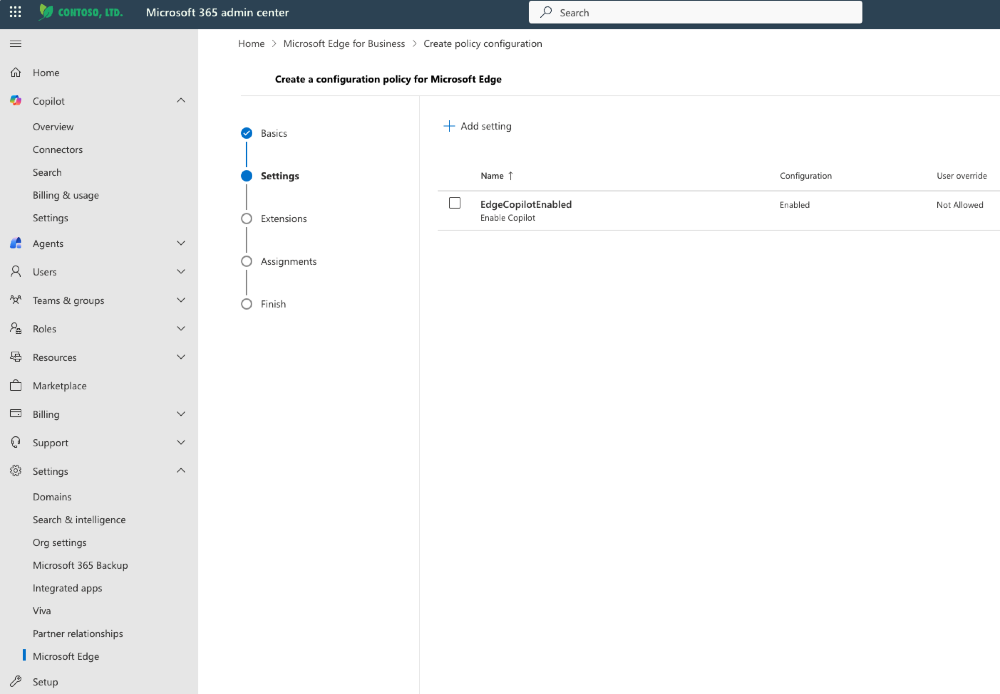 CONTOSO, LTD.
Microsoft 365 admin center
Search
Home
Copilot
Overview
Connectors
Search
Billing & usage
Settings
Agents
Users
Teams & groups
Roles
Resources
Marketplace
Billing
Support
Settings
Domains
Search & intelligence
Org settings
Microsoft 365 Backup
Integrated apps
Viva
Partner relationships
Microsoft Edge
Setup
Home > Microsoft Edge for Business > Create policy configuration
Create a configuration policy for Microsoft Edge
Basics
Settings
Extensions
Assignments
Finish
+ Add setting
Name ↑ Configuration User override
EdgeCopilotEnabled Enabled Not Allowed
Enable Copilot